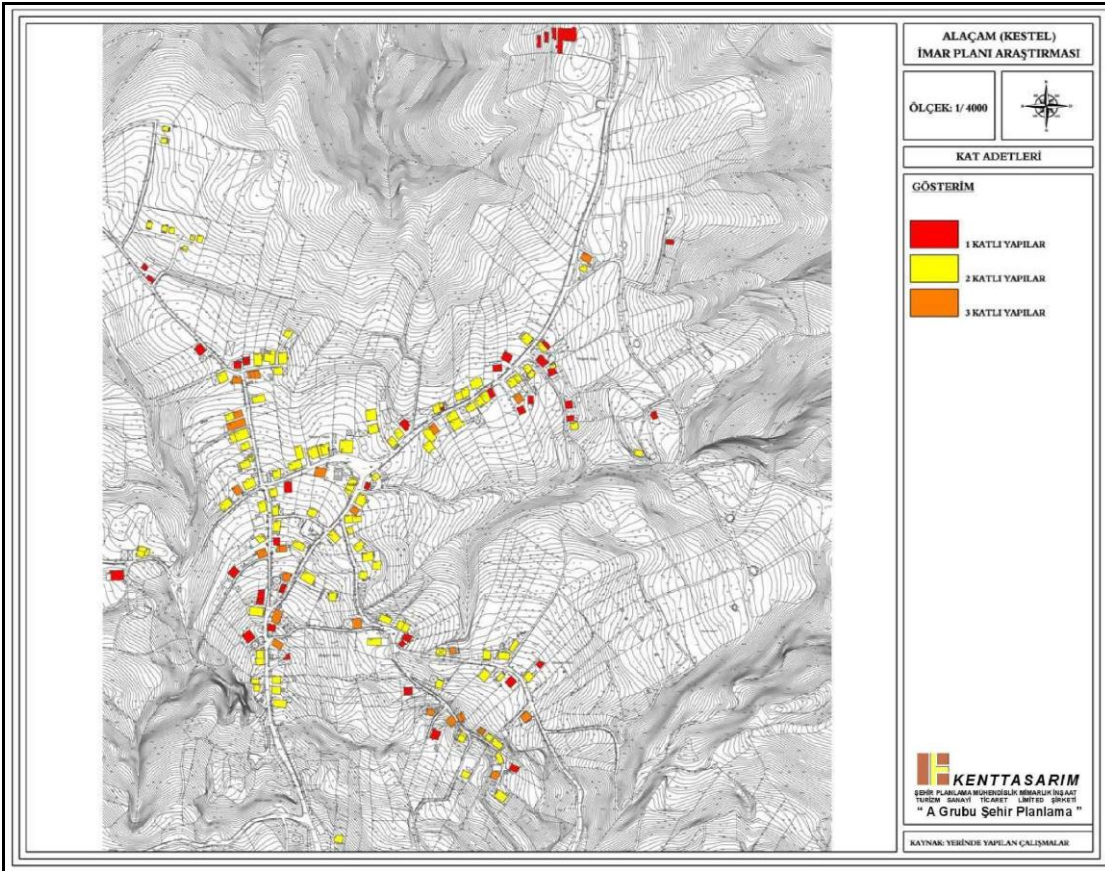 ALAÇAM (KESTEL)
İMAR PLANI ARAŞTIRMASI
ÖLÇEK: 1/ 4000
KAT ADETLERİ
GÖSTERİM
1 KATLI YAPILAR
2 KATLI YAPILAR
3 KATLI YAPILAR
KENTTASARIM
ŞEHİR PLANLAMA MÜHENDİSLİK MİMARLIK İNŞAAT
TURİZM SANAYİ TİCARET LİMİTED ŞİRKETİ
“ A Grubu Şehir Planlama ”
KAYNAK: YERİNDE YAPILAN ÇALIŞMALAR